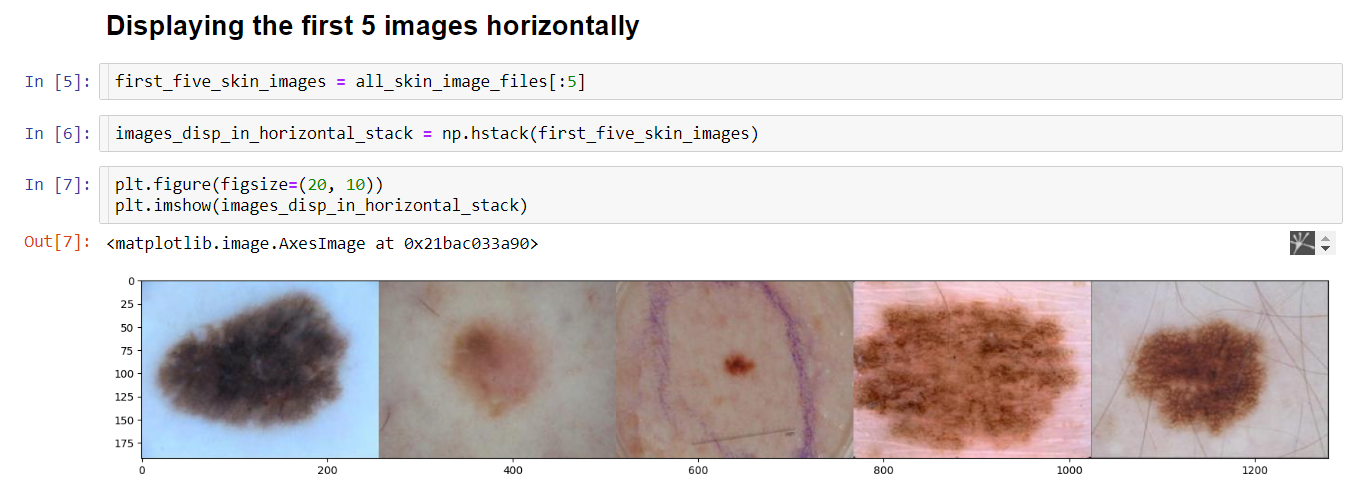 Displaying the first 5 images horizontally
In [5]: first_five_skin_images = all_skin_image_files[:5]
In [6]: images_disp_in_horizontal_stack = np.hstack(first_five_skin_images)
In [7]: plt.figure(figsize=(20, 10))
plt.imshow(images_disp_in_horizontal_stack)
Out[7]: <matplotlib.image.AxesImage at 0x21bac033a90>
0
25
50
75
100
125
150
175
0 200 400 600 800 1000 1200